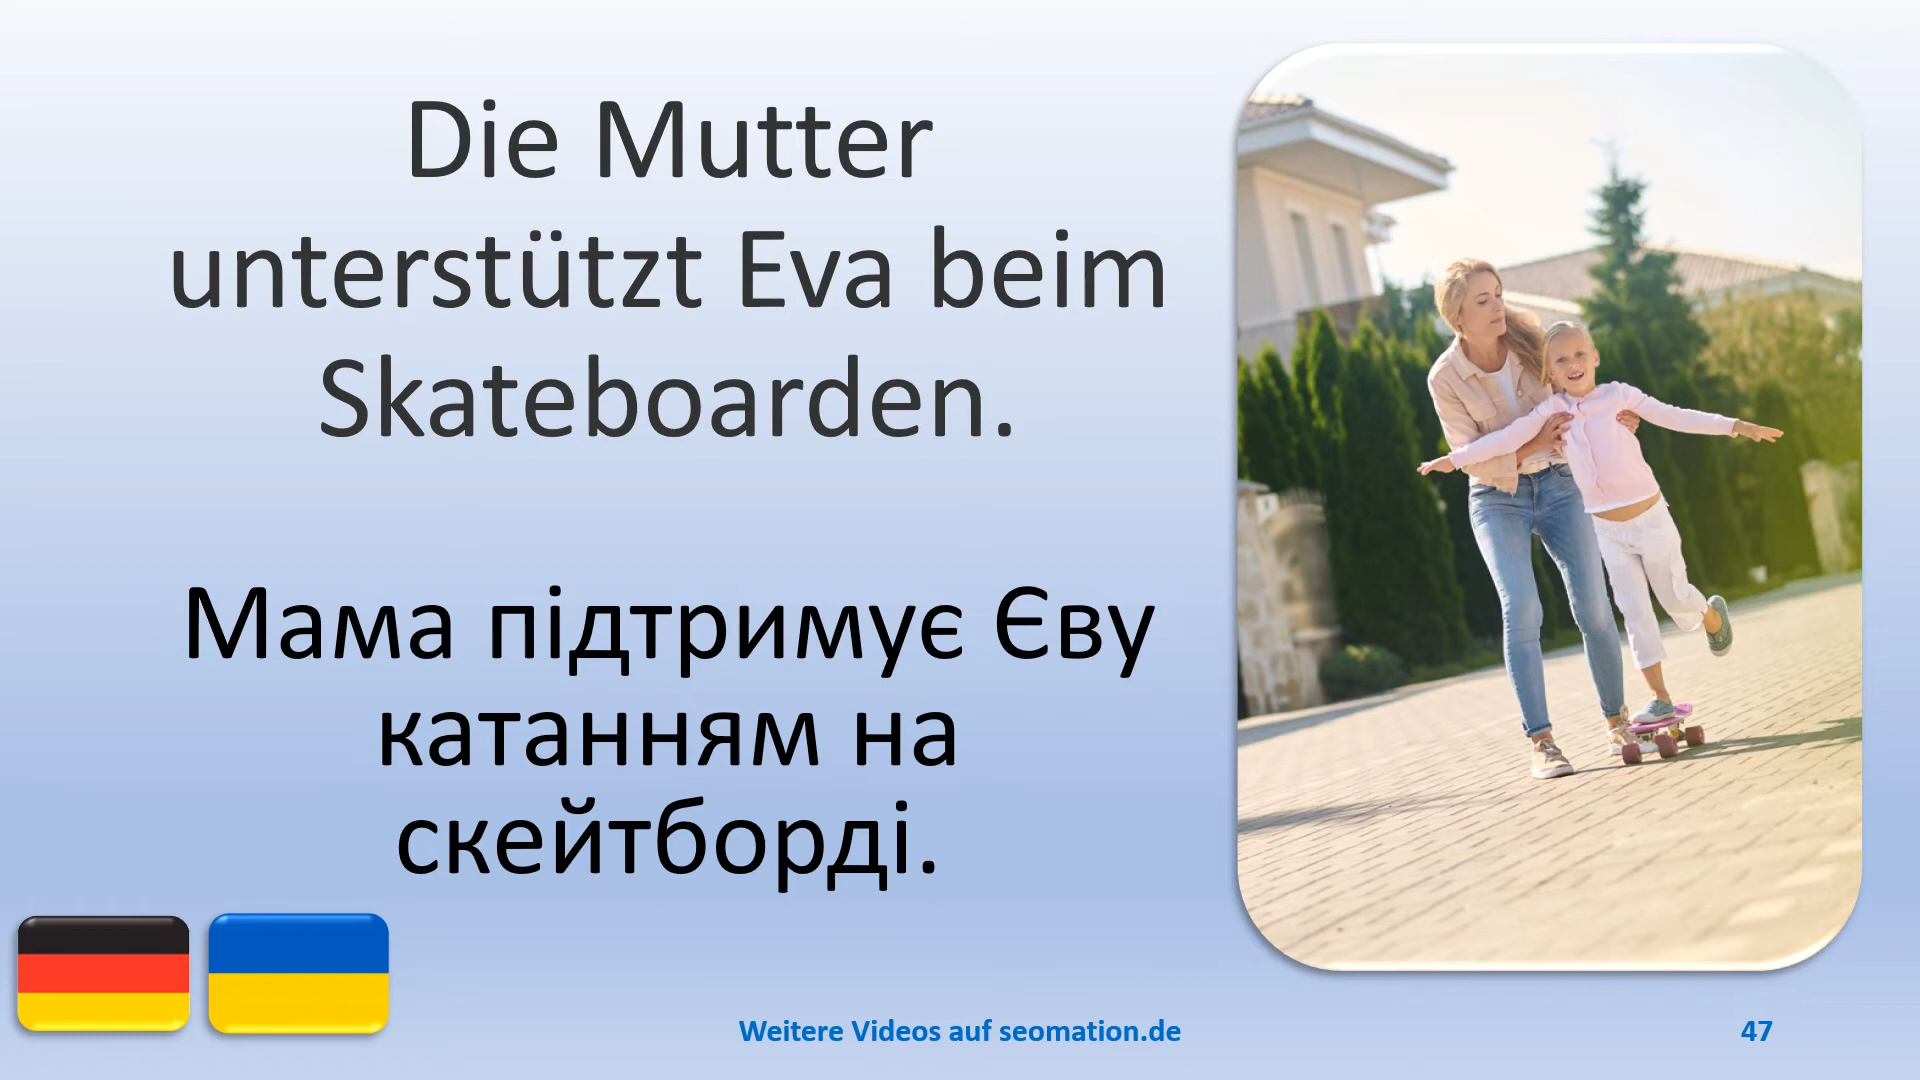 Die Mutter
unterstützt Eva beim
Skateboarden.
Мама підтримує Єву
катанням на
скейтборді.
Weitere Videos auf seomation.de
47